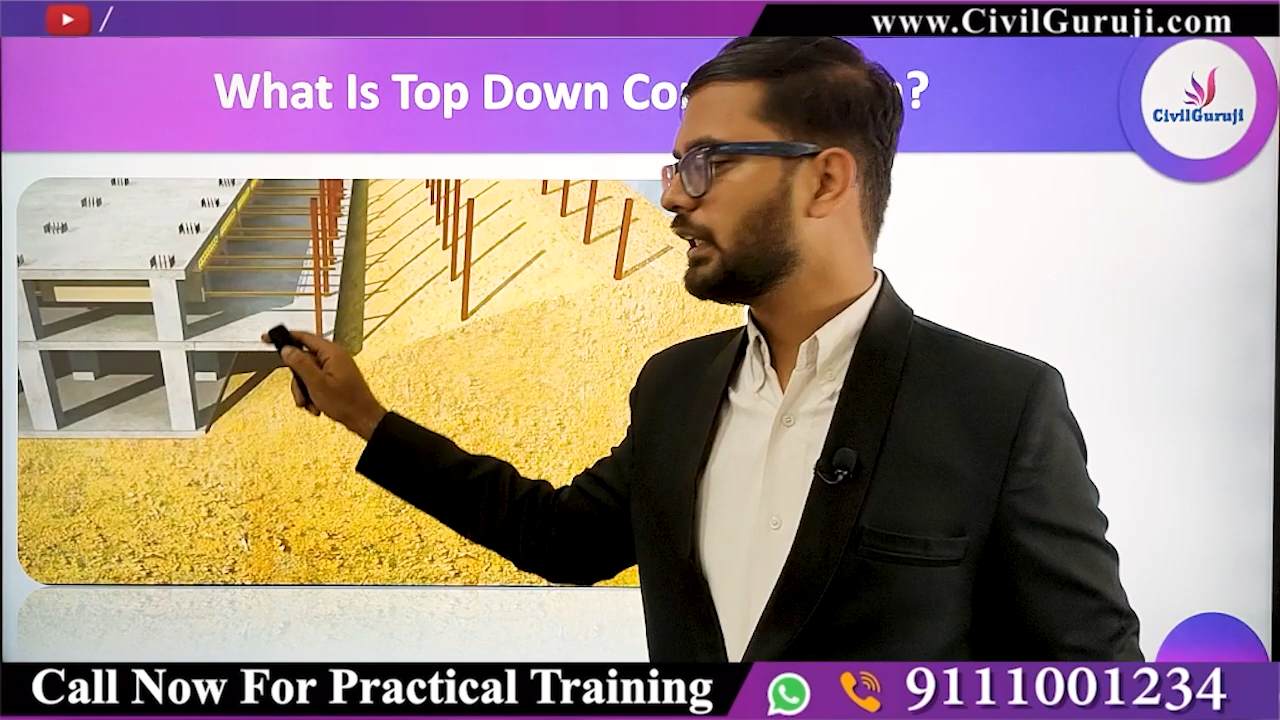 /
www.CivilGuruji.com
What Is Top Down Co ?
CivilGuruji
Call Now For Practical Training
9111001234